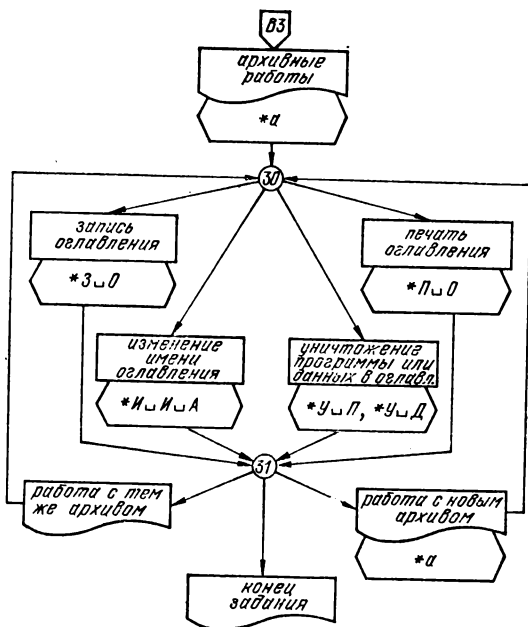 В3
архивные
работы
*а
30
запись
оглавления
*З␣О
печать
оглавления
*П␣О
изменение
имени
оглавления
*И␣И␣А
уничтожение
программы или
данных в оглавл.
*У␣П, *У␣Д
31
работа с тем
же архивом
работа с новым
архивом
*а
конец
задания